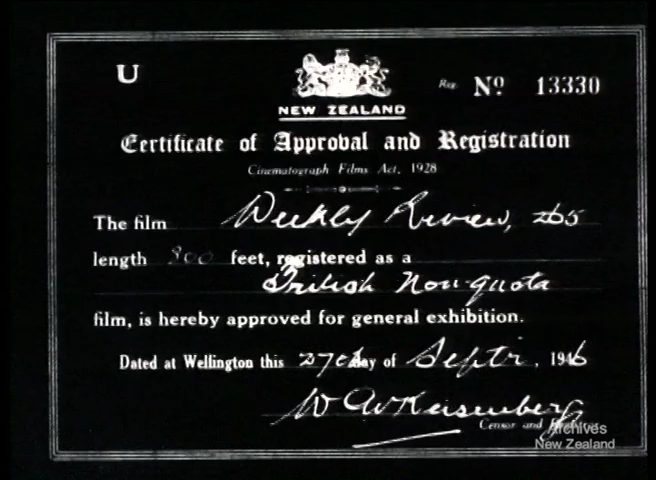 U
Reg. Nº 13330
NEW ZEALAND
Certificate of Approval and Registration
Cinematograph Films Act, 1928
The film Weekly Review, 265
length 800 feet, registered as a
British Non-quota
film, is hereby approved for general exhibition.
Dated at Wellington this 27th day of Septr, 1946
Censor and
Archives
New Zealand